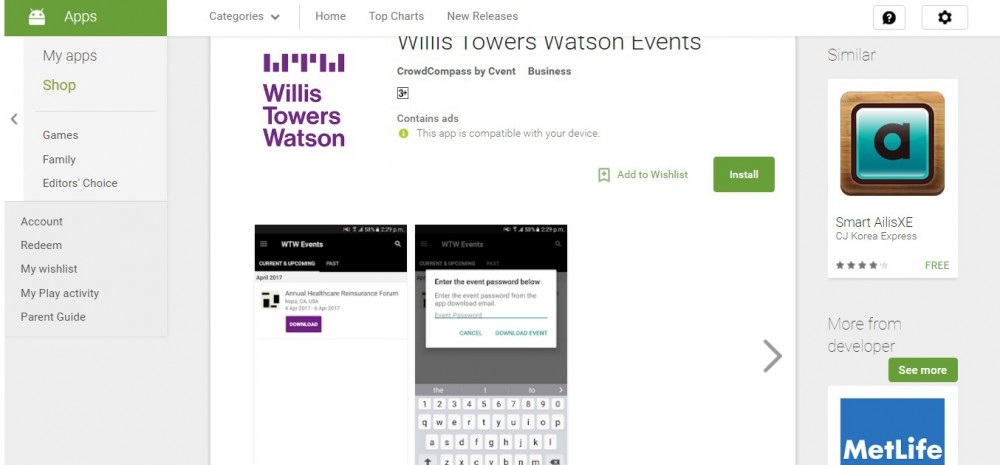 Apps
Categories
Home
Top Charts
New Releases
My apps
Shop
Games
Family
Editors' Choice
Account
Redeem
My wishlist
My Play activity
Parent Guide
Willis Towers Watson Events
CrowdCompass by Cvent Business
3+
Contains ads
This app is compatible with your device.
Add to Wishlist
Install
Willis
Towers
Watson
58% 2:29 p.m.
WTW Events
CURRENT & UPCOMING PAST
April 2017
Annual Healthcare Reinsurance Forum
Napa, CA, USA
4 Apr 2017 - 6 Apr 2017
DOWNLOAD
58% 2:29 p.m.
WTW Events
CURRENT & UPCOMING PAST
Enter the event password below
Enter the event password from the
app download email.
Event Password
CANCEL DOWNLOAD EVENT
the I to
1 2 3 4 5 6 7 8 9 0
q w e r t y u i o p
a s d f g h j k l
z x c v b n m
Similar
a
Smart AilisXE
CJ Korea Express
FREE
More from
developer
See more
MetLife